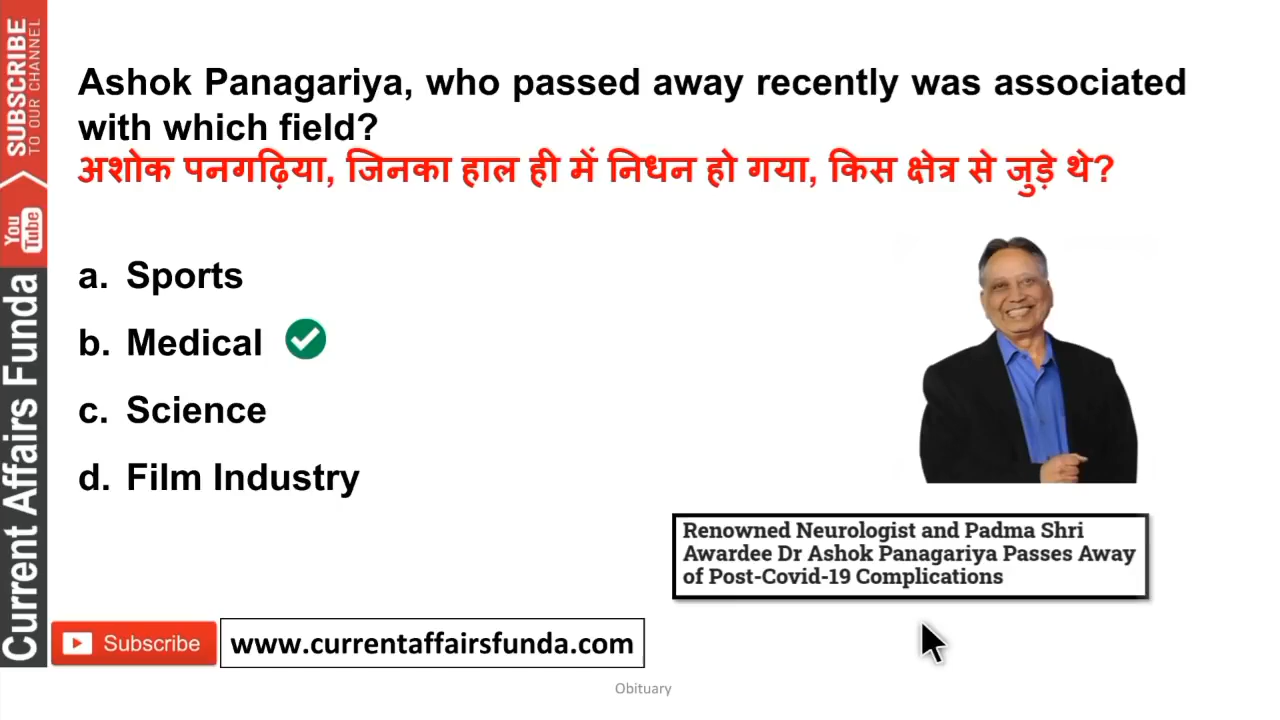 SUBSCRIBE
TO OUR CHANNEL
You
Tube
Current Affairs Funda
Ashok Panagariya, who passed away recently was associated
with which field?
अशोक पनगढ़िया, जिनका हाल ही में निधन हो गया, किस क्षेत्र से जुड़े थे?
a. Sports
b. Medical
c. Science
d. Film Industry
Renowned Neurologist and Padma Shri
Awardee Dr Ashok Panagariya Passes Away
of Post-Covid-19 Complications
Subscribe
www.currentaffairsfunda.com
Obituary